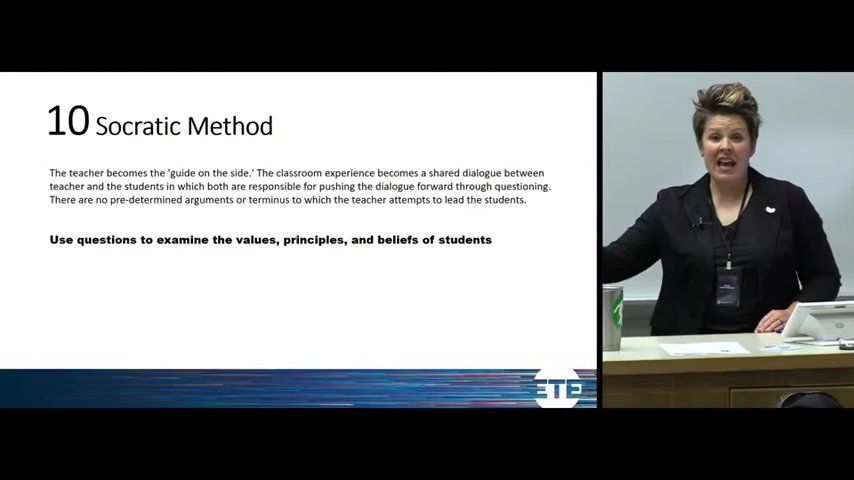 10 Socratic Method
The teacher becomes the 'guide on the side.' The classroom experience becomes a shared dialogue between
teacher and the students in which both are responsible for pushing the dialogue forward through questioning.
There are no pre-determined arguments or terminus to which the teacher attempts to lead the students.
Use questions to examine the values, principles, and beliefs of students
ETE